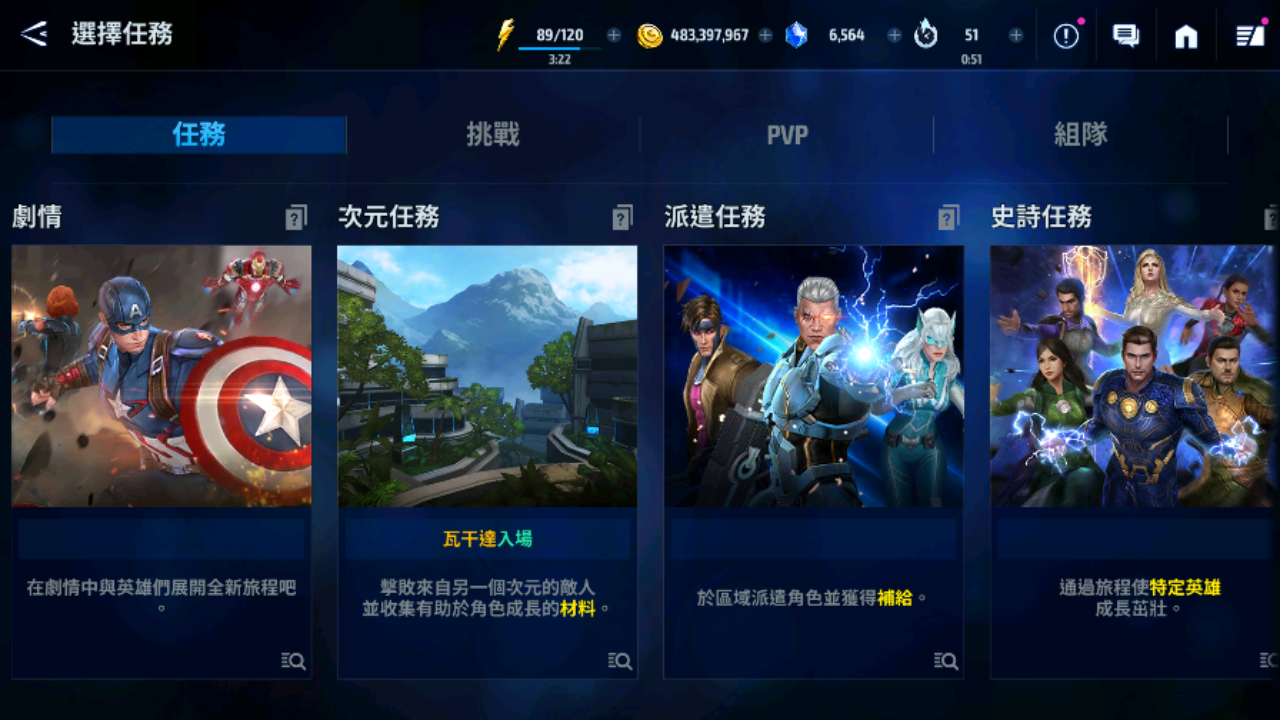 選擇任務
89/120
3:22
483,397,967
6,564
51
0:51
任務
挑戰
PVP
組隊
劇情
次元任務
派遣任務
史詩任務
瓦干達入場
在劇情中與英雄們展開全新旅程吧
。
擊敗來自另一個次元的敵人
並收集有助於角色成長的材料。
於區域派遣角色並獲得補給。
通過旅程使特定英雄
成長茁壯。